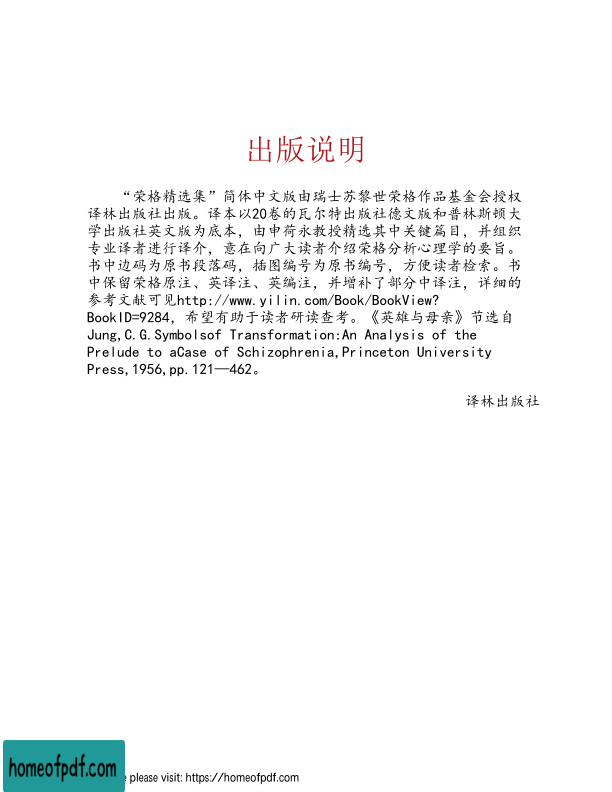 出版说明
“荣格精选集”简体中文版由瑞士苏黎世荣格作品基金会授权
译林出版社出版。译本以20卷的瓦尔特出版社德文版和普林斯顿大
学出版社英文版为底本，由申荷永教授精选其中关键篇目，并组织
专业译者进行译介，意在向广大读者介绍荣格分析心理学的要旨。
书中边码为原书段落码，插图编号为原书编号，方便读者检索。书
中保留荣格原注、英译注、英编注，并增补了部分中译注，详细的
参考文献可见http://www.yilin.com/Book/BookView?
BookID=9284，希望有助于读者研读查考。《英雄与母亲》节选自
Jung,C.G.Symbolsof Transformation:An Analysis of the
Prelude to aCase of Schizophrenia,Princeton University
Press,1956,pp.121—462。
译林出版社
homeofpdf.com
e please visit: https://homeofpdf.com